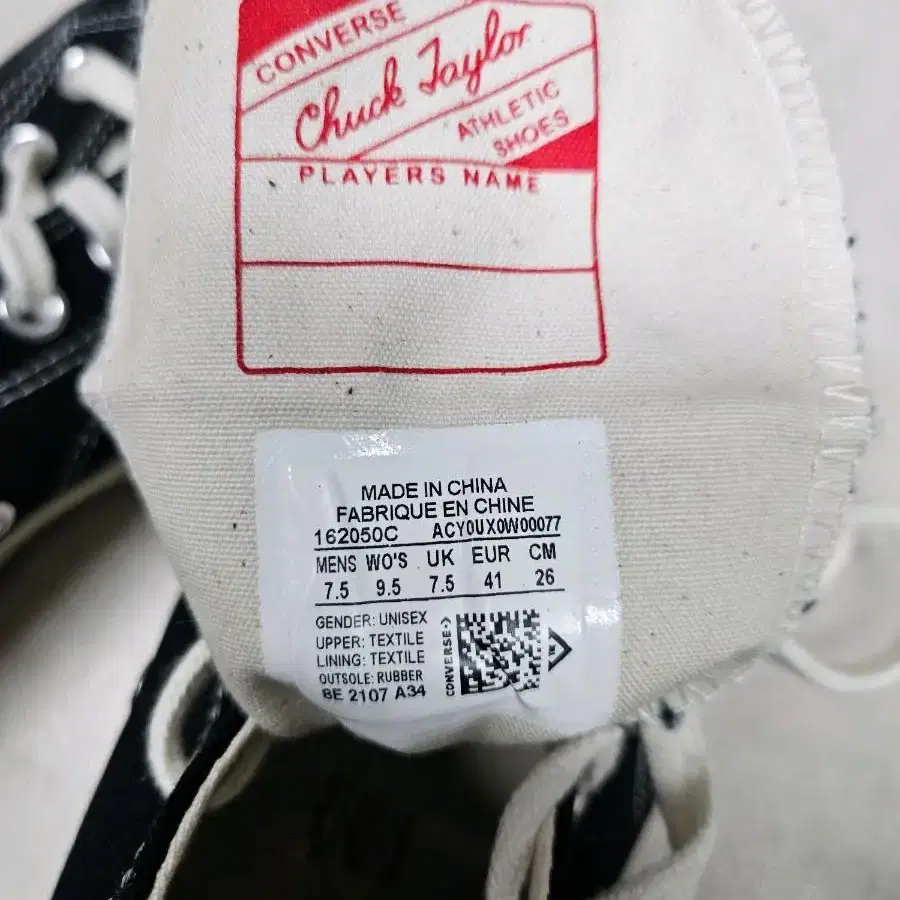 CONVERSE
Chuck Taylor
ATHLETIC
SHOES
PLAYERS NAME
MADE IN CHINA
FABRIQUE EN CHINE
162050C ACY0UX0W00077
MENS WO'S UK EUR CM
7.5 9.5 7.5 41 26
GENDER: UNISEX
UPPER: TEXTILE
LINING: TEXTILE
OUTSOLE: RUBBER
8E 2107 A34
CONVERSE